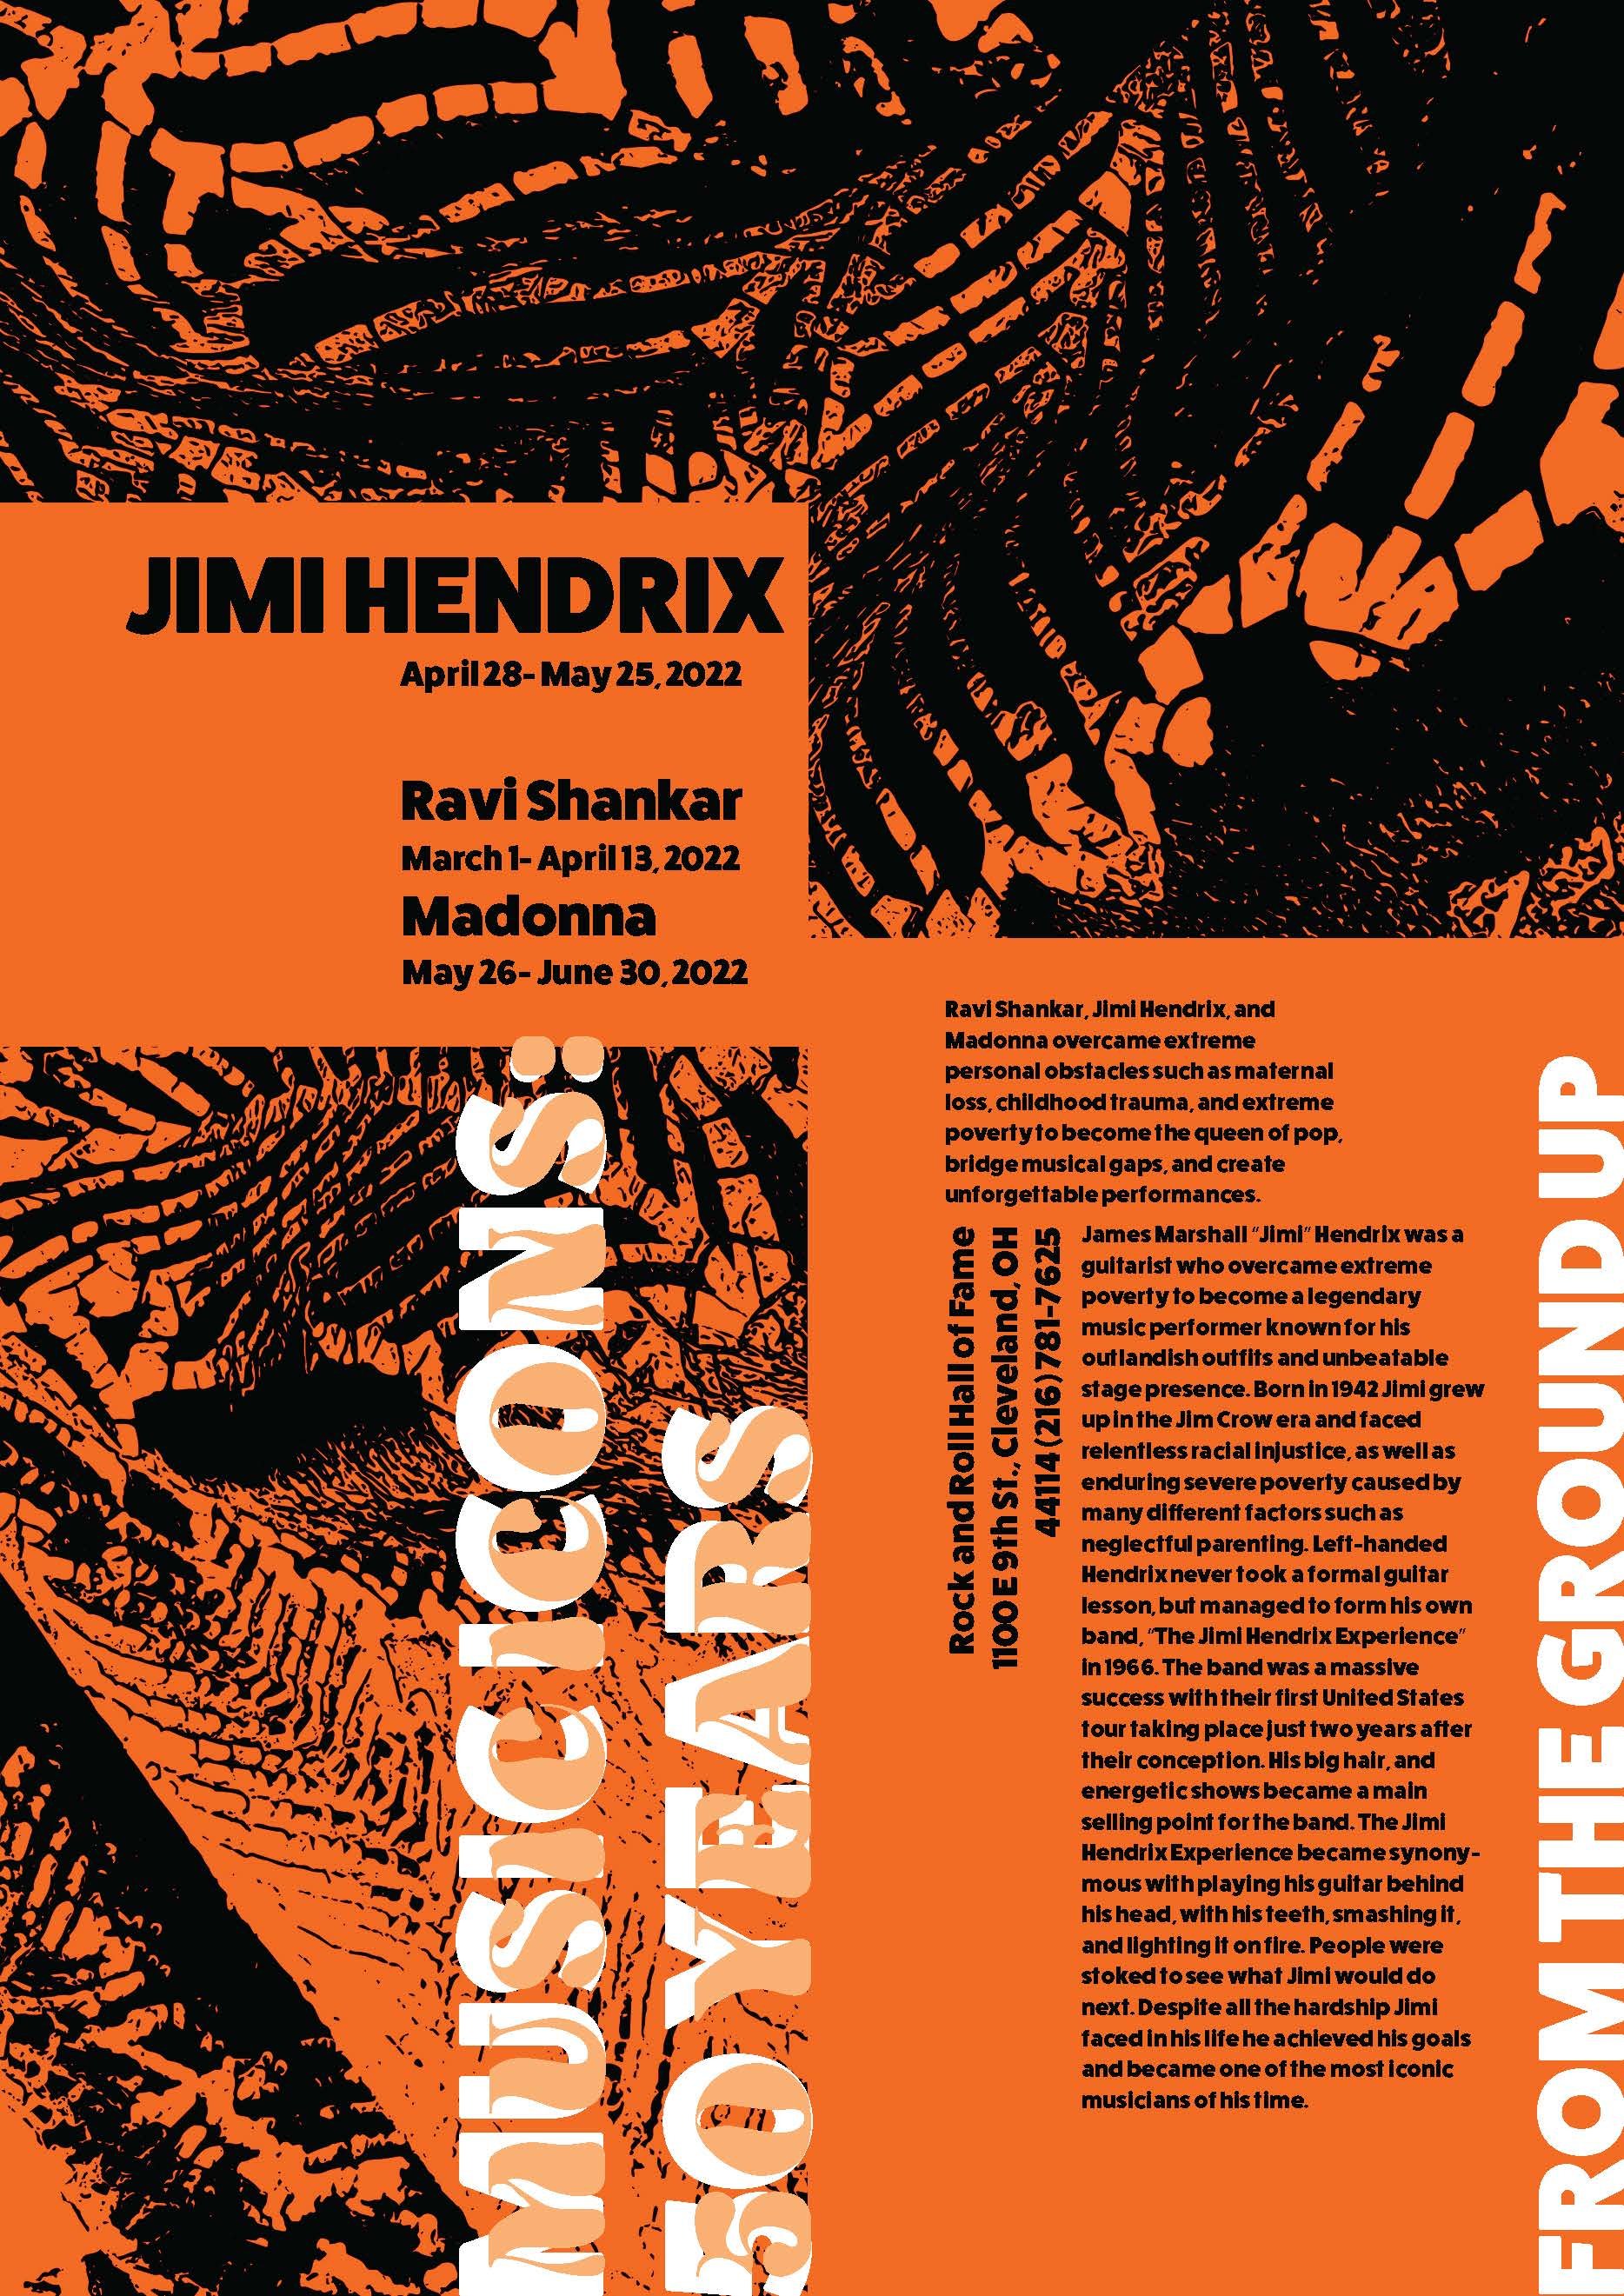 JIMI HENDRIX
April 28- May 25, 2022
Ravi Shankar
March 1- April 13, 2022
Madonna
May 26- June 30, 2022
MUSIC ICONS:
50 YEARS
Ravi Shankar, Jimi Hendrix, and
Madonna overcame extreme
personal obstacles such as maternal
loss, childhood trauma, and extreme
poverty to become the queen of pop,
bridge musical gaps, and create
unforgettable performances.
Rock and Roll Hall of Fame
1100 E 9th St., Cleveland, OH
44114 (216) 781-7625
James Marshall “Jimi” Hendrix was a
guitarist who overcame extreme
poverty to become a legendary
music performer known for his
outlandish outfits and unbeatable
stage presence. Born in 1942 Jimi grew
up in the Jim Crow era and faced
relentless racial injustice, as well as
enduring severe poverty caused by
many different factors such as
neglectful parenting. Left-handed
Hendrix never took a formal guitar
lesson, but managed to form his own
band, “The Jimi Hendrix Experience”
in 1966. The band was a massive
success with their first United States
tour taking place just two years after
their conception. His big hair, and
energetic shows became a main
selling point for the band. The Jimi
Hendrix Experience became synony-
mous with playing his guitar behind
his head, with his teeth, smashing it,
and lighting it on fire. People were
stoked to see what Jimi would do
next. Despite all the hardship Jimi
faced in his life he achieved his goals
and became one of the most iconic
musicians of his time.
FROM THE GROUND UP